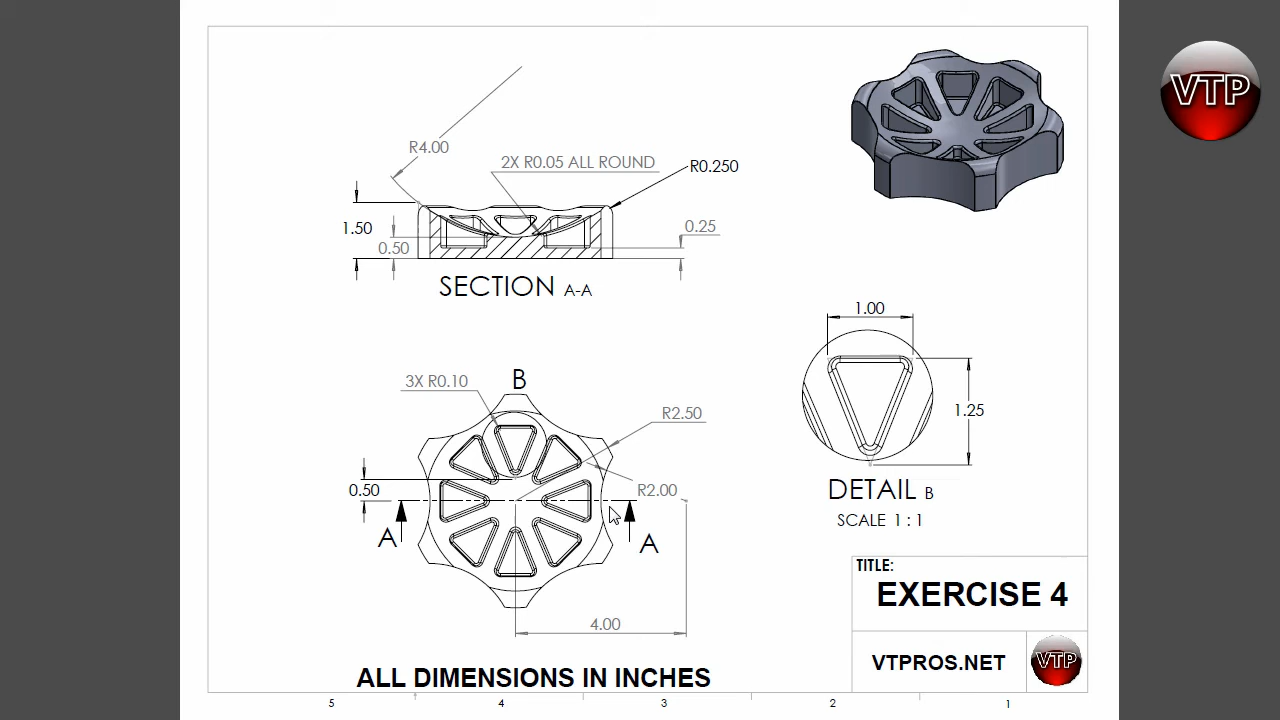 VTP
R4.00
2X R0.05 ALL ROUND
R0.250
1.50
0.50
0.25
SECTION A-A
1.00
1.25
DETAIL B
SCALE 1 : 1
3X R0.10
B
R2.50
0.50
R2.00
A
A
4.00
TITLE:
EXERCISE 4
VTPROS.NET
VTP
ALL DIMENSIONS IN INCHES
5 4 3 2 1